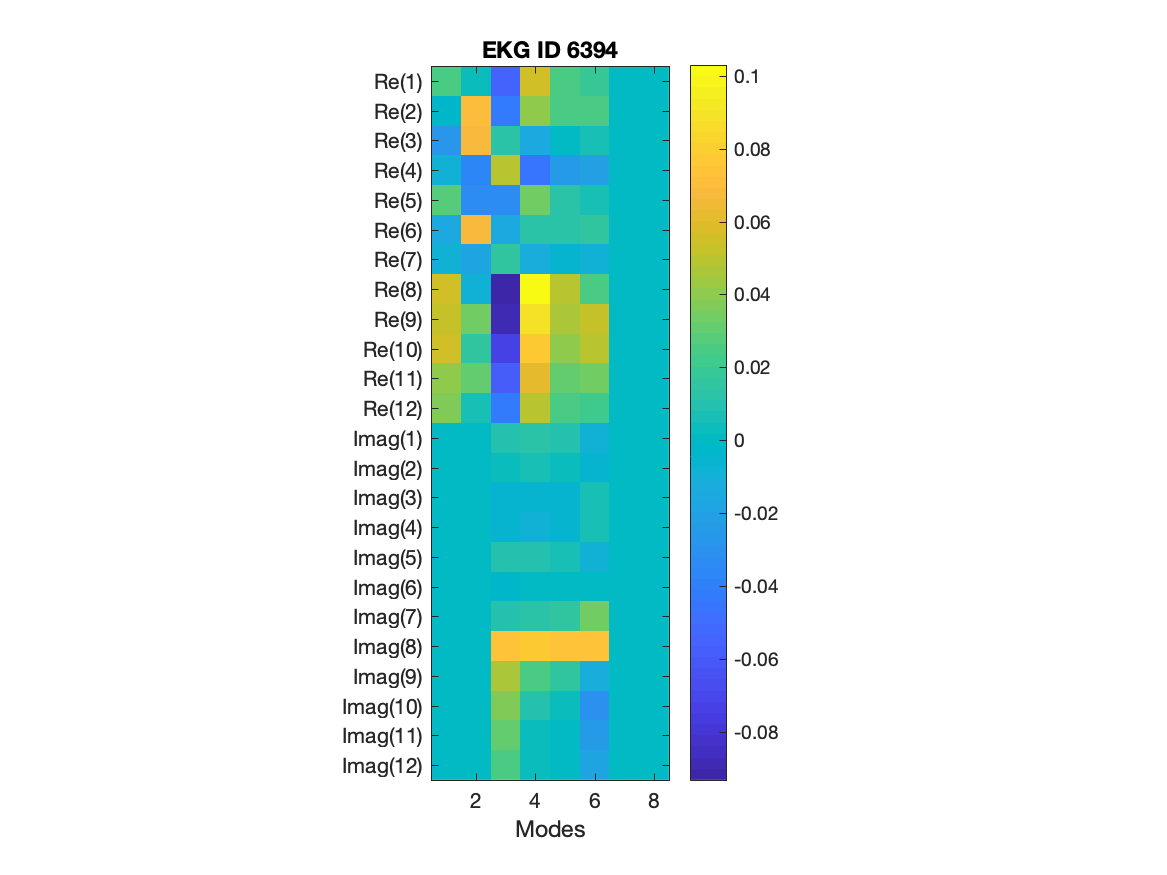 EKG ID 6394
Re(1)
Re(2)
Re(3)
Re(4)
Re(5)
Re(6)
Re(7)
Re(8)
Re(9)
Re(10)
Re(11)
Re(12)
Imag(1)
Imag(2)
Imag(3)
Imag(4)
Imag(5)
Imag(6)
Imag(7)
Imag(8)
Imag(9)
Imag(10)
Imag(11)
Imag(12)
2 4 6 8
Modes
0.1
0.08
0.06
0.04
0.02
0
-0.02
-0.04
-0.06
-0.08